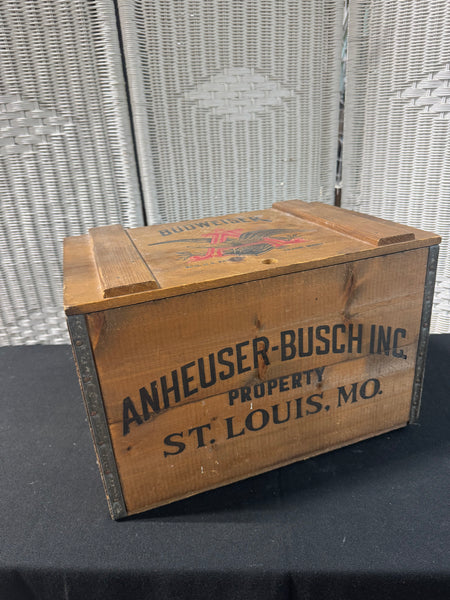 BUDWEISER
ANHEUSER-BUSCH INC.
PROPERTY
ST. LOUIS, MO.